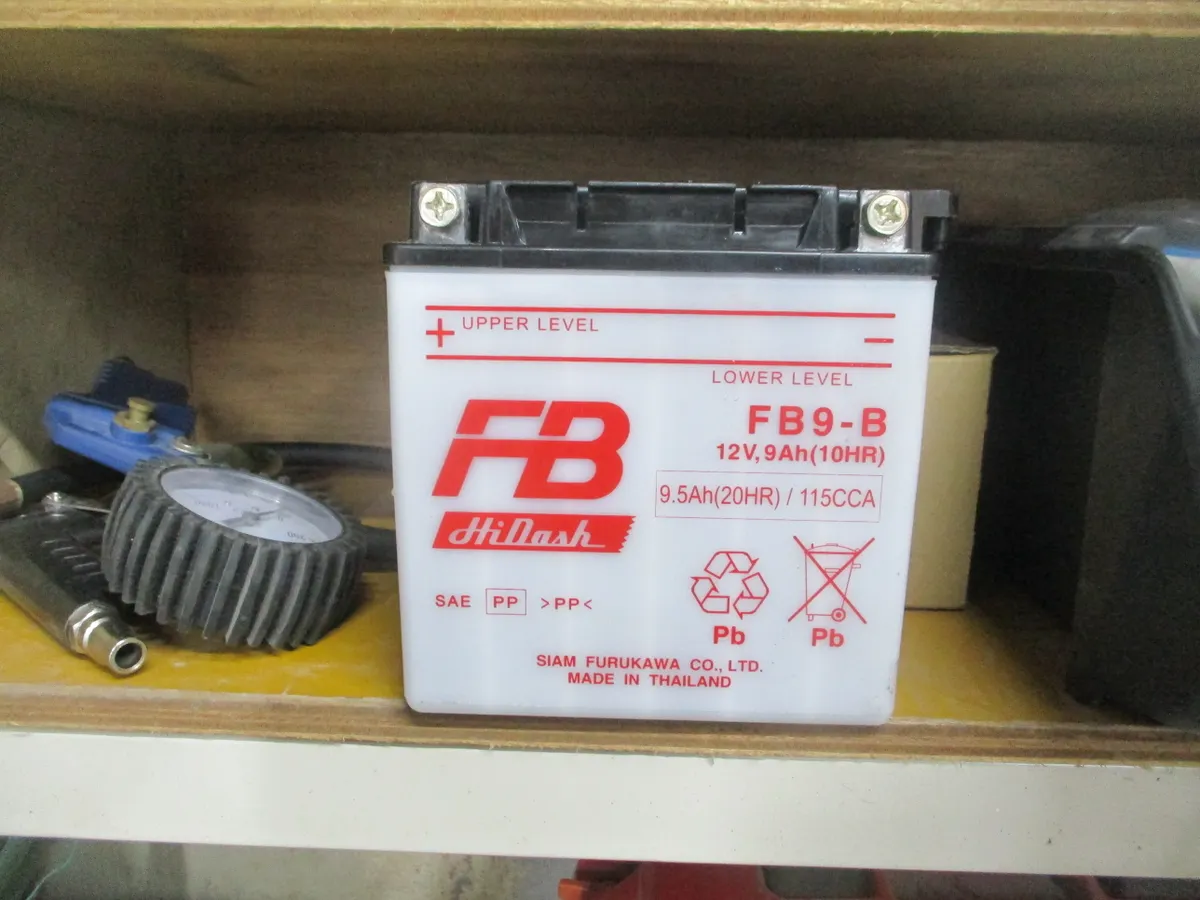 + UPPER LEVEL
−
LOWER LEVEL
FB
HiDash
FB9-B
12V, 9Ah(10HR)
9.5Ah(20HR) / 115CCA
SAE PP >PP<
Pb Pb
SIAM FURUKAWA CO., LTD.
MADE IN THAILAND